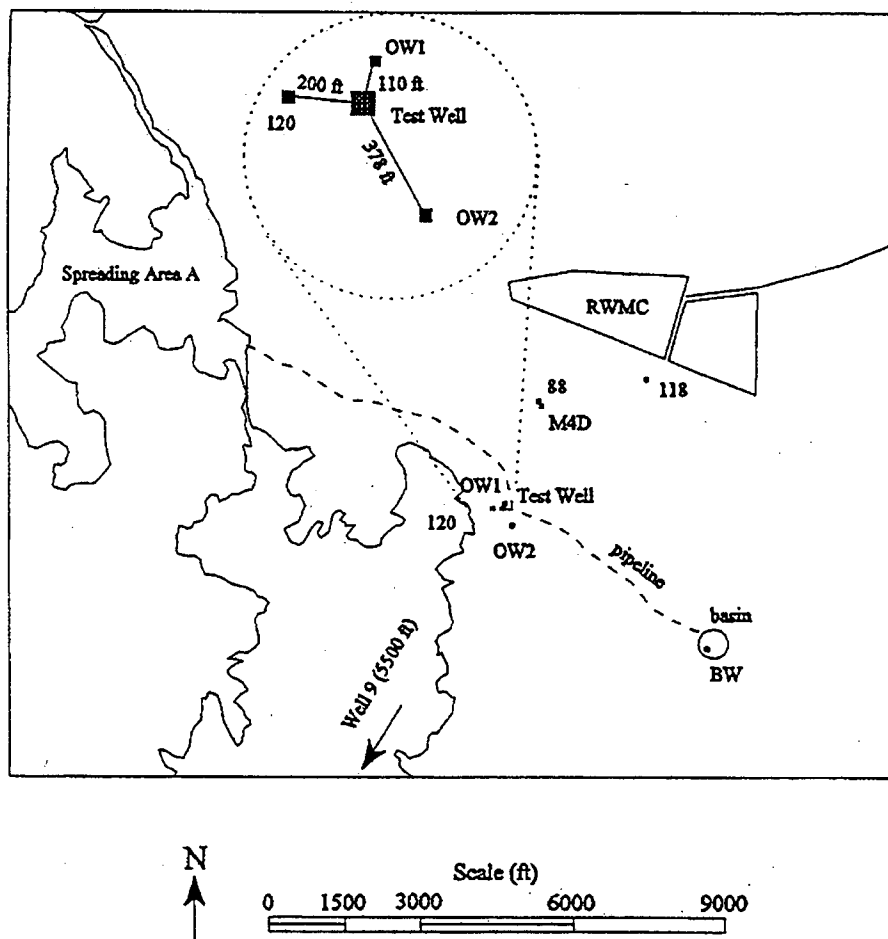 OW1
200 ft
110 ft
120
Test Well
378 ft
OW2
Spreading Area A
RWMC
88
118
M4D
OW1
Test Well
120
OW2
pipeline
basin
BW
Well 9 (5500 ft)
N
Scale (ft)
0 1500 3000 6000 9000